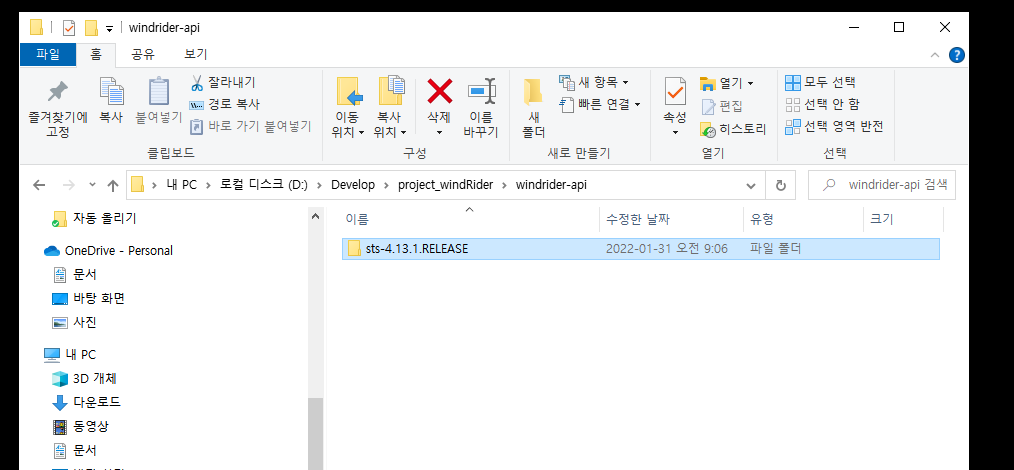 windrider-api
파일 홈 공유 보기
즐겨찾기에 고정
복사
붙여넣기
잘라내기
경로 복사
바로 가기 붙여넣기
클립보드
이동 위치
복사 위치
삭제
이름 바꾸기
구성
새 폴더
새 항목
빠른 연결
새로 만들기
속성
열기
편집
히스토리
열기
모두 선택
선택 안 함
선택 영역 반전
선택
내 PC > 로컬 디스크 (D:) > Develop > project_windRider > windrider-api
windrider-api 검색
자동 올리기
OneDrive - Personal
문서
바탕 화면
사진
내 PC
3D 개체
다운로드
동영상
문서
이름 수정한 날짜 유형 크기
sts-4.13.1.RELEASE 2022-01-31 오전 9:06 파일 폴더